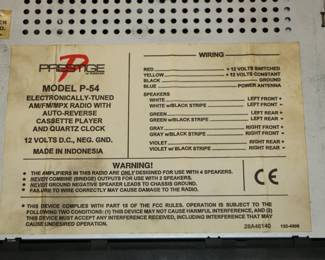 PRESTIGE
MODEL P-54
ELECTRONICALLY-TUNED
AM/FM/MPX RADIO WITH
AUTO-REVERSE
CASSETTE PLAYER
AND QUARTZ CLOCK
12 VOLTS D.C., NEG. GND.
MADE IN INDONESIA
WIRING
RED + 12 VOLTS SWITCHED
YELLOW + 12 VOLTS CONSTANT
BLACK GROUND
BLUE POWER ANTENNA
SPEAKERS
WHITE LEFT FRONT +
WHITE w/BLACK STRIPE LEFT FRONT -
GREEN LEFT REAR +
GREEN w/BLACK STRIPE LEFT REAR -
GRAY RIGHT FRONT +
GRAY w/BLACK STRIPE RIGHT FRONT -
VIOLET RIGHT REAR +
VIOLET w/BLACK STRIPE RIGHT REAR -
WARNING!
• THE AMPLIFIERS IN THIS RADIO ARE ONLY DESIGNED FOR USE WITH 4 SPEAKERS.
• NEVER COMBINE (BRIDGE) OUTPUTS FOR USE WITH 2 SPEAKERS.
• NEVER GROUND NEGATIVE SPEAKER LEADS TO CHASSIS GROUND.
• FAILURE TO WIRE CORRECTLY MAY CAUSE DAMAGE TO THE RADIO.
CE
• THIS DEVICE COMPLIES WITH PART 15 OF THE FCC RULES. OPERATION IS SUBJECT TO THE
FOLLOWING TWO CONDITIONS: (1) THIS DEVICE MAY NOT CAUSE HARMFUL INTERFERENCE, AND (2)
THIS DEVICE MUST ACCEPT ANY INTERFERENCE RECEIVED, INCLUDING INTERFERENCE THAT MAY
CAUSE UNDESIRED OPERATION.